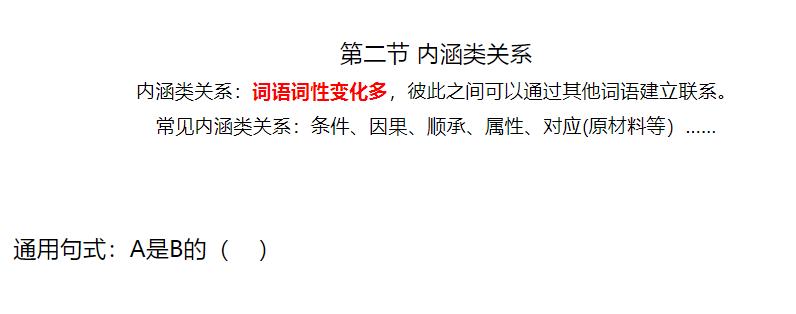 第二节 内涵类关系
内涵类关系：词语词性变化多，彼此之间可以通过其他词语建立联系。
常见内涵类关系：条件、因果、顺承、属性、对应(原材料等）……
通用句式：A是B的（　）